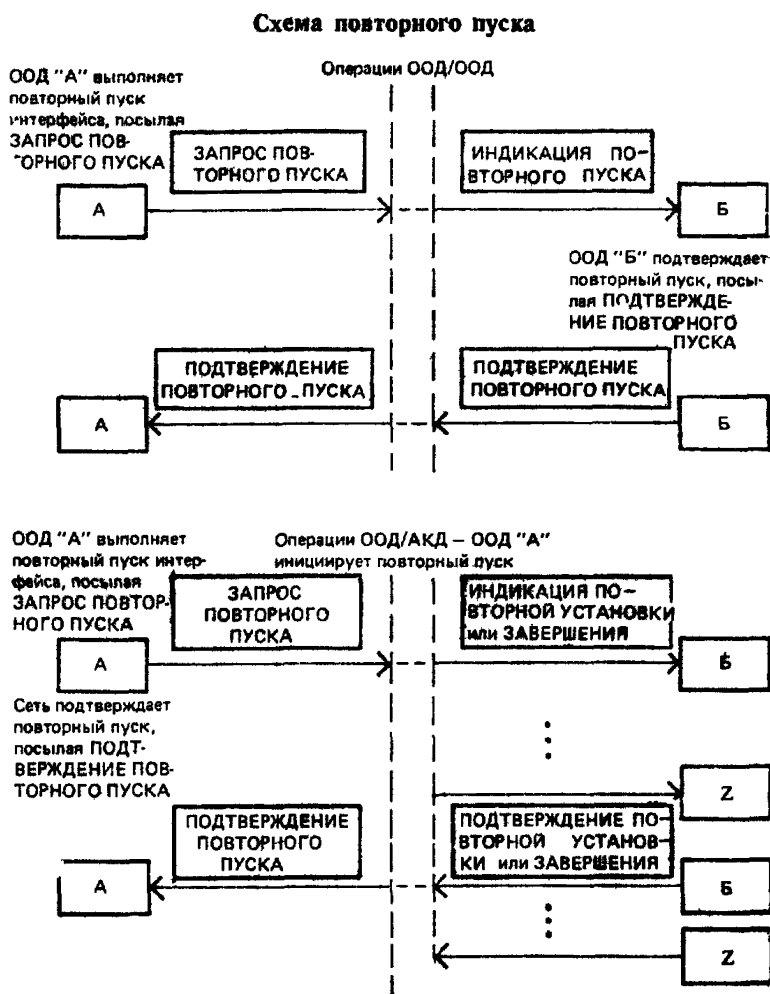 Схема повторного пуска
Операции ООД/ООД
ООД "А" выполняет
повторный пуск
интерфейса, посылая
ЗАПРОС ПОВ-
ТОРНОГО ПУСКА
ЗАПРОС ПОВ-
ТОРНОГО ПУСКА
ИНДИКАЦИЯ ПО-
ВТОРНОГО ПУСКА
А
Б
ООД "Б" подтверждает
повторный пуск, посы-
лая ПОДТВЕРЖДЕ-
НИЕ ПОВТОРНОГО
ПУСКА
ПОДТВЕРЖДЕНИЕ
ПОВТОРНОГО ПУСКА
ПОДТВЕРЖДЕНИЕ
ПОВТОРНОГО ПУСКА
А
Б
ООД "А" выполняет
повторный пуск интер-
фейса, посылая
ЗАПРОС ПОВТОР-
НОГО ПУСКА
Операции ООД/АКД — ООД "А"
инициирует повторный пуск
ЗАПРОС
ПОВТОРНОГО
ПУСКА
ИНДИКАЦИЯ ПО-
ВТОРНОЙ УСТАНОВКИ
или ЗАВЕРШЕНИЯ
А
Б
Сеть подтверждает
повторный пуск,
посылая ПОДТ-
ВЕРЖДЕНИЕ ПОВ-
ТОРНОГО ПУСКА
Z
ПОДТВЕРЖДЕНИЕ
ПОВТОРНОГО
ПУСКА
ПОДТВЕРЖДЕНИЕ ПО-
ВТОРНОЙ УСТАНОВ-
КИ или ЗАВЕРШЕНИЯ
А
Б
Z